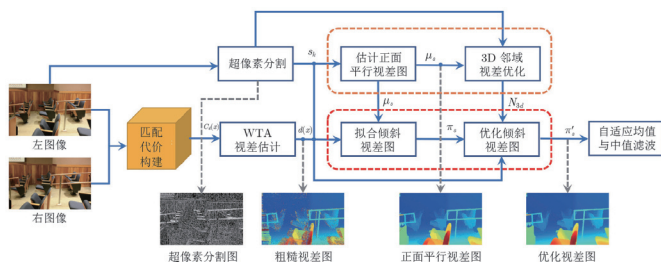 超像素分割
s_k
估计正面
平行视差图
μ_s
3D 邻域
视差优化
μ_s
N_3d
左图像
匹配
代价
构建
C_d(x)
WTA
视差估计
d(x)
拟合倾斜
视差图
π_s
优化倾斜
视差图
π'_s
自适应均值
与中值滤波
右图像
超像素分割图
粗糙视差图
正面平行视差图
优化视差图